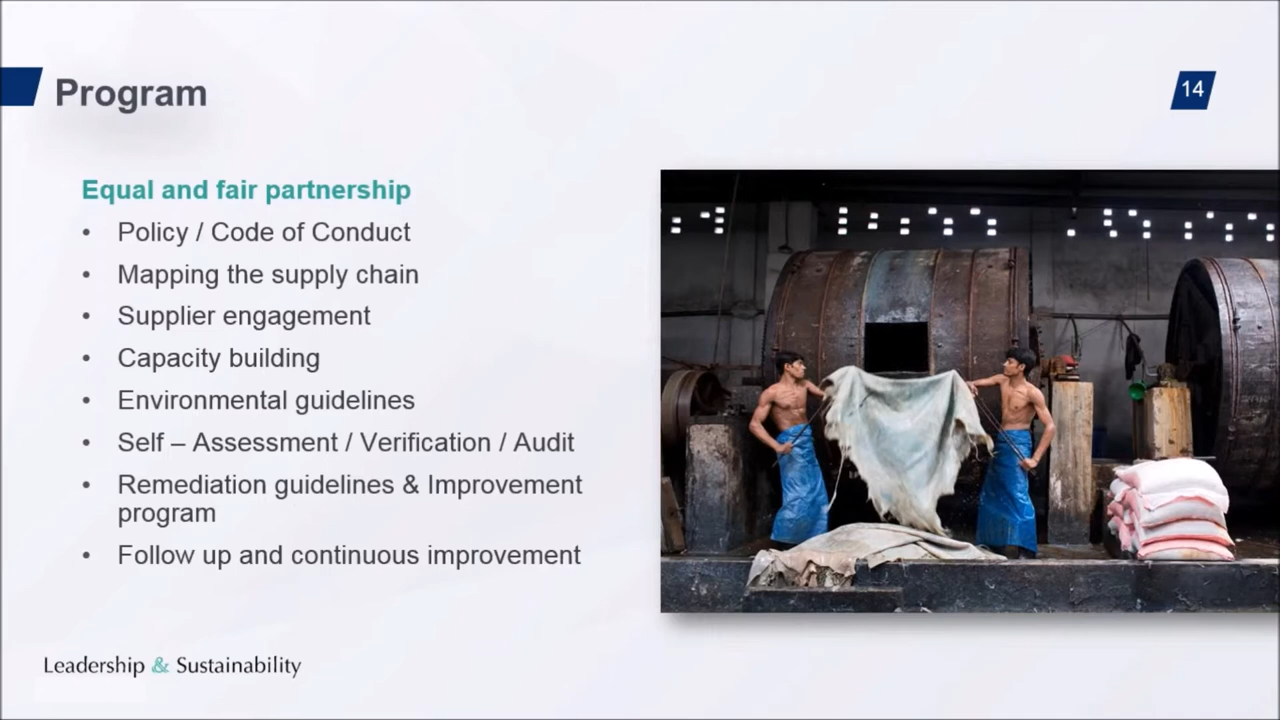 Program
14
Equal and fair partnership
• Policy / Code of Conduct
• Mapping the supply chain
• Supplier engagement
• Capacity building
• Environmental guidelines
• Self – Assessment / Verification / Audit
• Remediation guidelines & Improvement
program
• Follow up and continuous improvement
Leadership & Sustainability